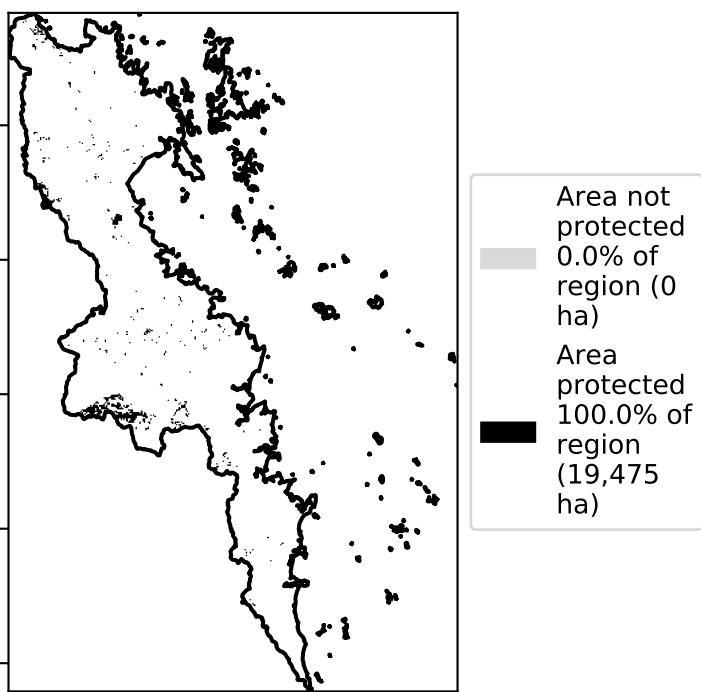 Area not
protected
0.0% of
region (0
ha)
Area
protected
100.0% of
region
(19,475
ha)